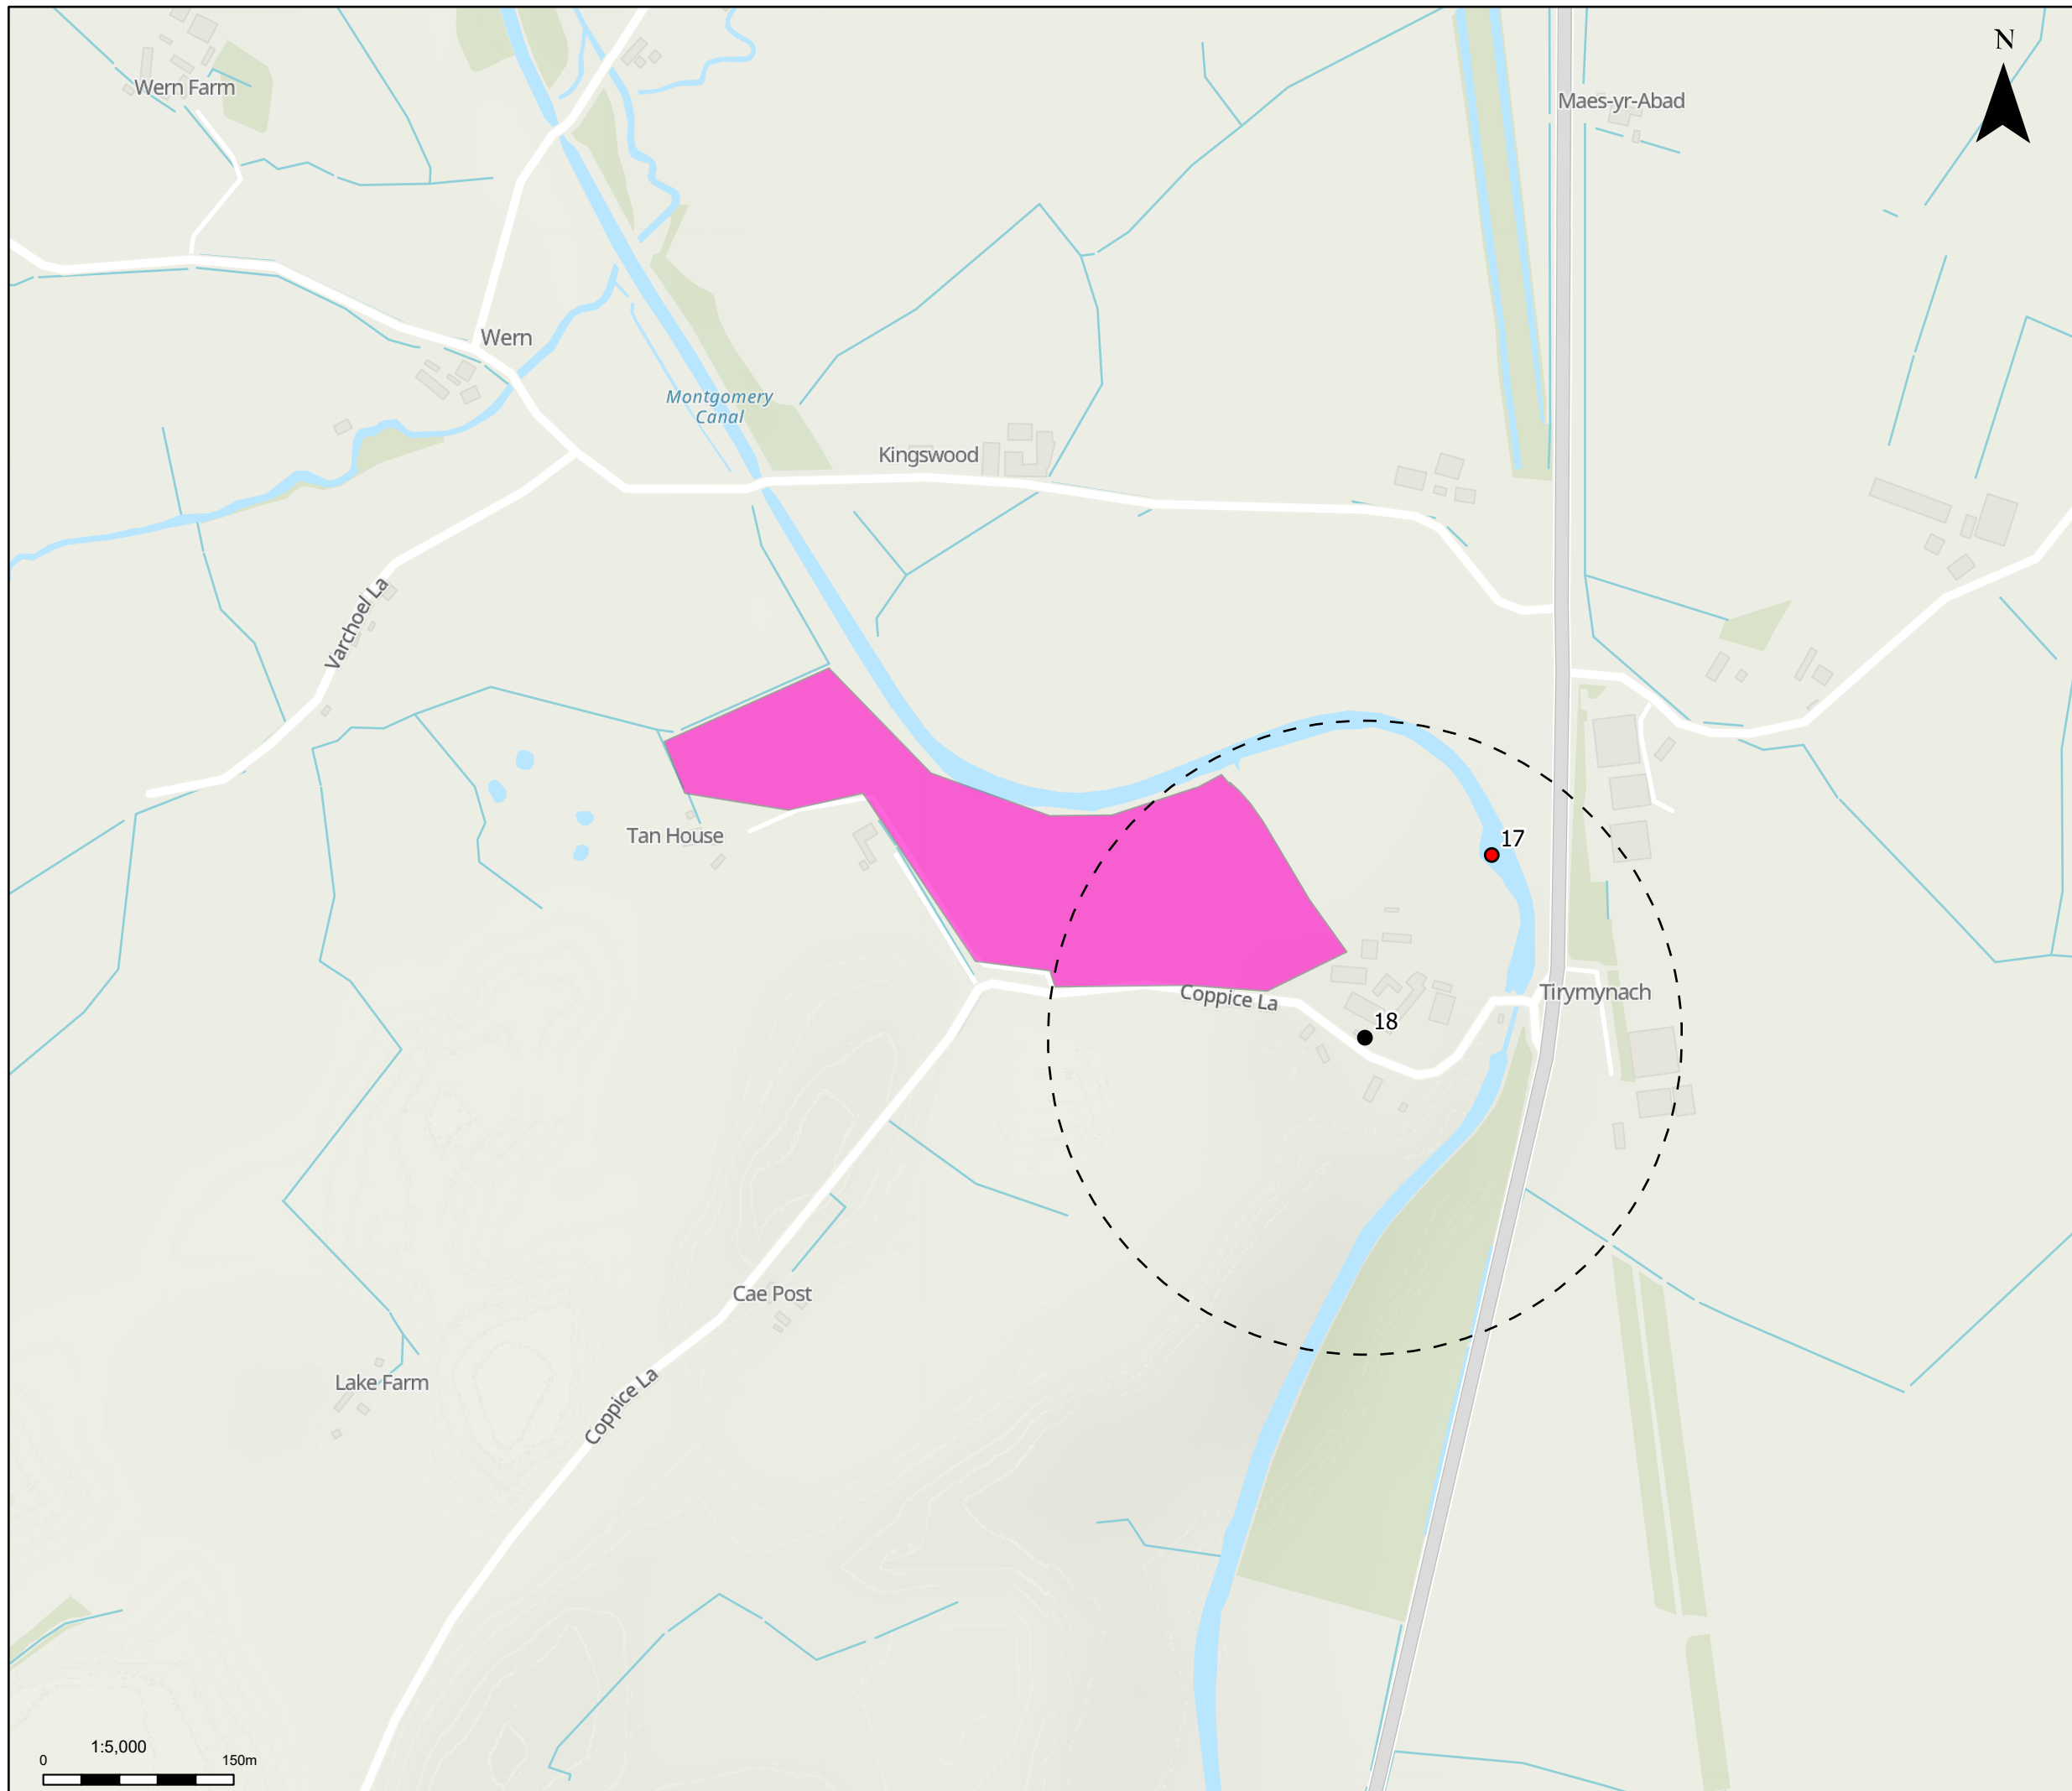 N
Wern Farm
Maes-yr-Abad
Wern
Montgomery
Canal
Kingswood
Varchoel La
Tan House
17
Tirymynach
Coppice La
18
Cae Post
Lake Farm
Coppice La
1:5,000
0 150m